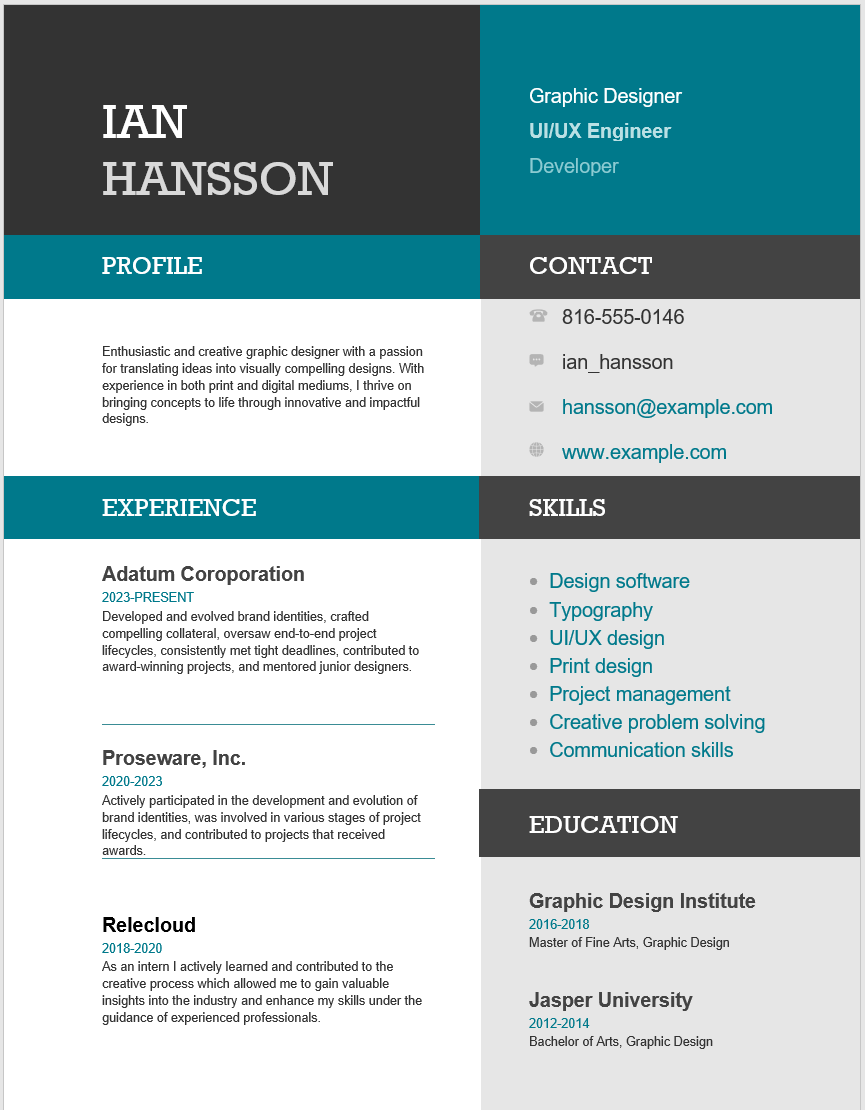 IAN
HANSSON
Graphic Designer
UI/UX Engineer
Developer
PROFILE
Enthusiastic and creative graphic designer with a passion
for translating ideas into visually compelling designs. With
experience in both print and digital mediums, I thrive on
bringing concepts to life through innovative and impactful
designs.
CONTACT
816-555-0146
ian_hansson
hansson@example.com
www.example.com
EXPERIENCE
Adatum Coroporation
2023-PRESENT
Developed and evolved brand identities, crafted
compelling collateral, oversaw end-to-end project
lifecycles, consistently met tight deadlines, contributed to
award-winning projects, and mentored junior designers.
Proseware, Inc.
2020-2023
Actively participated in the development and evolution of
brand identities, was involved in various stages of project
lifecycles, and contributed to projects that received
awards.
Relecloud
2018-2020
As an intern I actively learned and contributed to the
creative process which allowed me to gain valuable
insights into the industry and enhance my skills under the
guidance of experienced professionals.
SKILLS
Design software
Typography
UI/UX design
Print design
Project management
Creative problem solving
Communication skills
EDUCATION
Graphic Design Institute
2016-2018
Master of Fine Arts, Graphic Design
Jasper University
2012-2014
Bachelor of Arts, Graphic Design